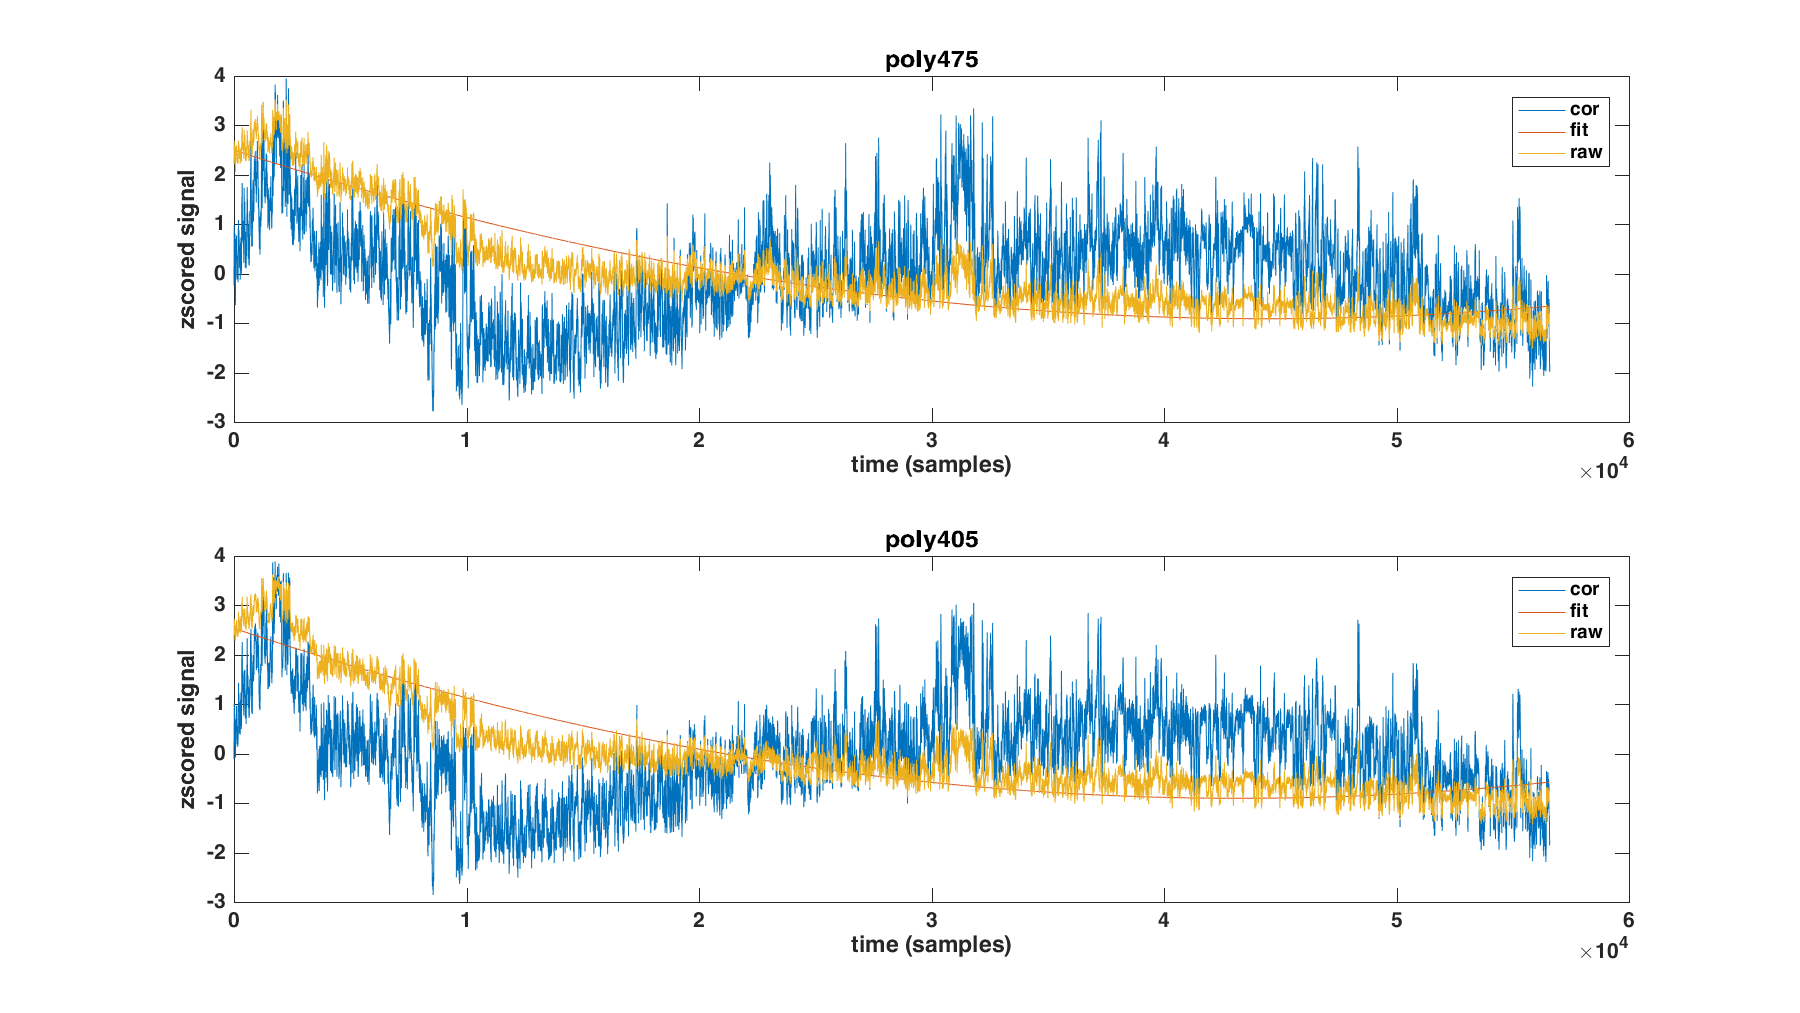 poly475
4
3
2
1
0
-1
-2
-3
zscored signal
cor
fit
raw
0 1 2 3 4 5 6
time (samples)
×10^4
poly405
4
3
2
1
0
-1
-2
-3
zscored signal
cor
fit
raw
0 1 2 3 4 5 6
time (samples)
×10^4